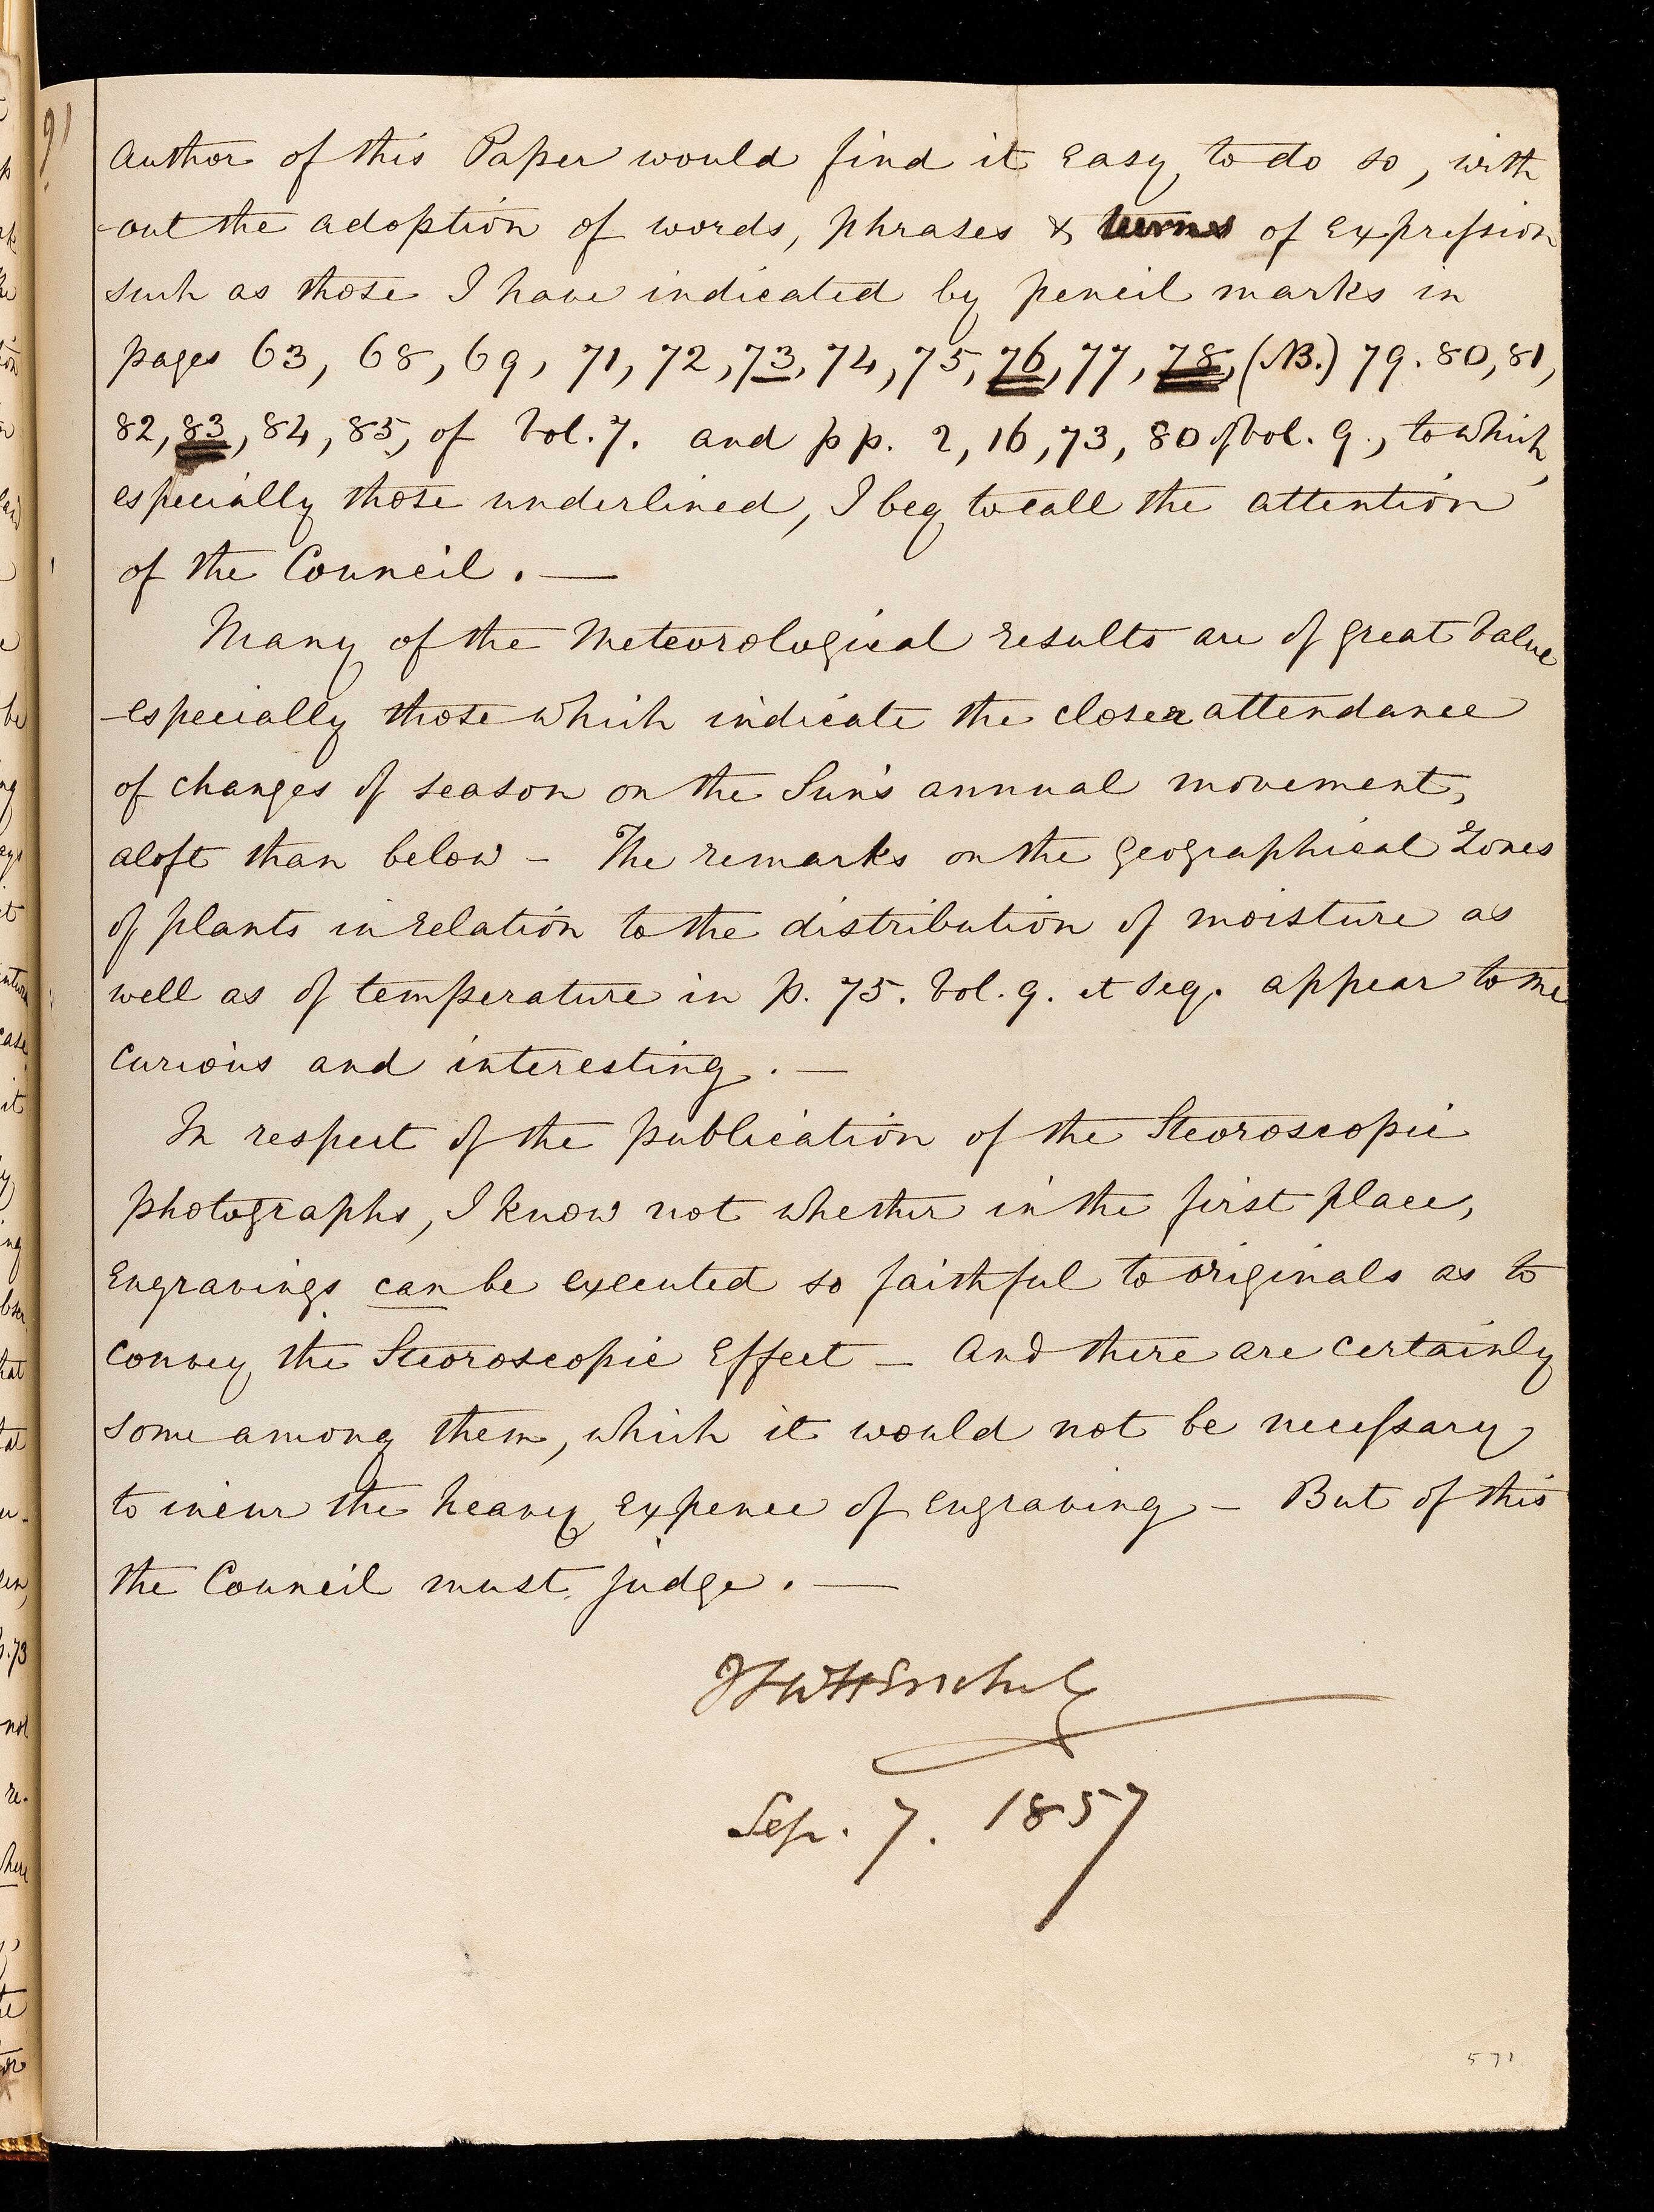 91
Author of this Paper would find it easy to do so, with
-out the adoption of words, phrases & turns of expression
such as those I have indicated by pencil marks in
pages 63, 68, 69, 71, 72, 73, 74, 75, 76, 77, 78, (NB.) 79. 80, 81,
82, 83, 84, 85, of Vol. 7. and pp. 2, 16, 73, 80 of Vol. 9., to which,
especially those underlined, I beg to call the attention
of the Council. —
Many of the Meteorological results are of great value
especially those which indicate the closer attendance
of changes of season on the Sun's annual movement,
aloft than below - The remarks on the geographical Zones
of plants in relation to the distribution of moisture as
well as of temperature in p. 75. Vol. 9. et seq. appear to me
curious and interesting. —
In respect of the publication of the Steoroscopic
photographs, I know not whether in the first place,
Engravings can be executed so faithful to originals as to
convey the Steoroscopic Effect — And there are certainly
some among them, which it would not be necessary
to incur the heavy expence of engraving - But of this
the Council must judge. —
JFW Herschel
Sep. 7. 1857
571